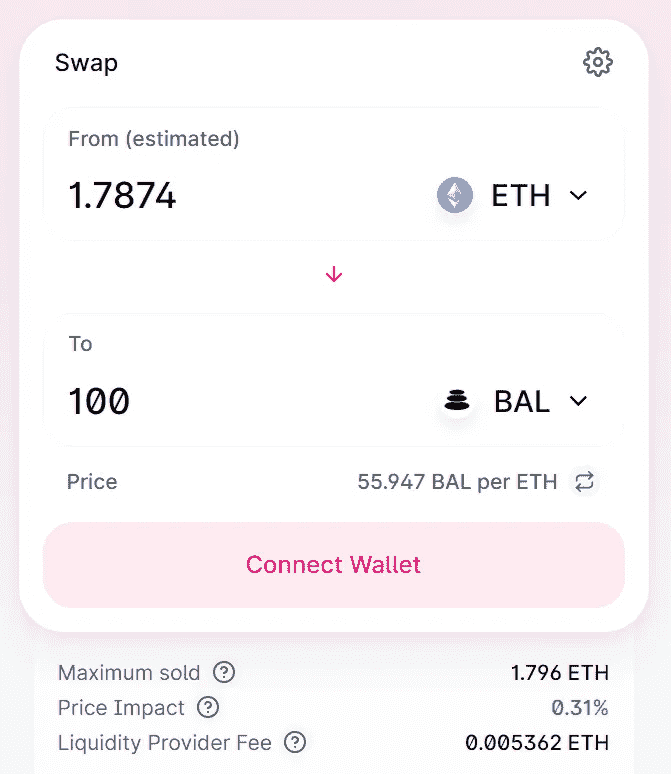 Swap
From (estimated)
1.7874 ETH
To
100 BAL
Price 55.947 BAL per ETH
Connect Wallet
Maximum sold ? 1.796 ETH
Price Impact ? 0.31%
Liquidity Provider Fee ? 0.005362 ETH